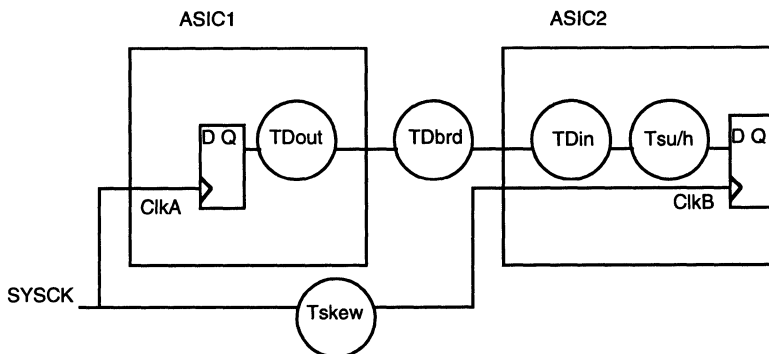 ASIC1
ASIC2
D Q
TDout
TDbrd
TDin
Tsu/h
D Q
ClkA
ClkB
SYSCK
Tskew